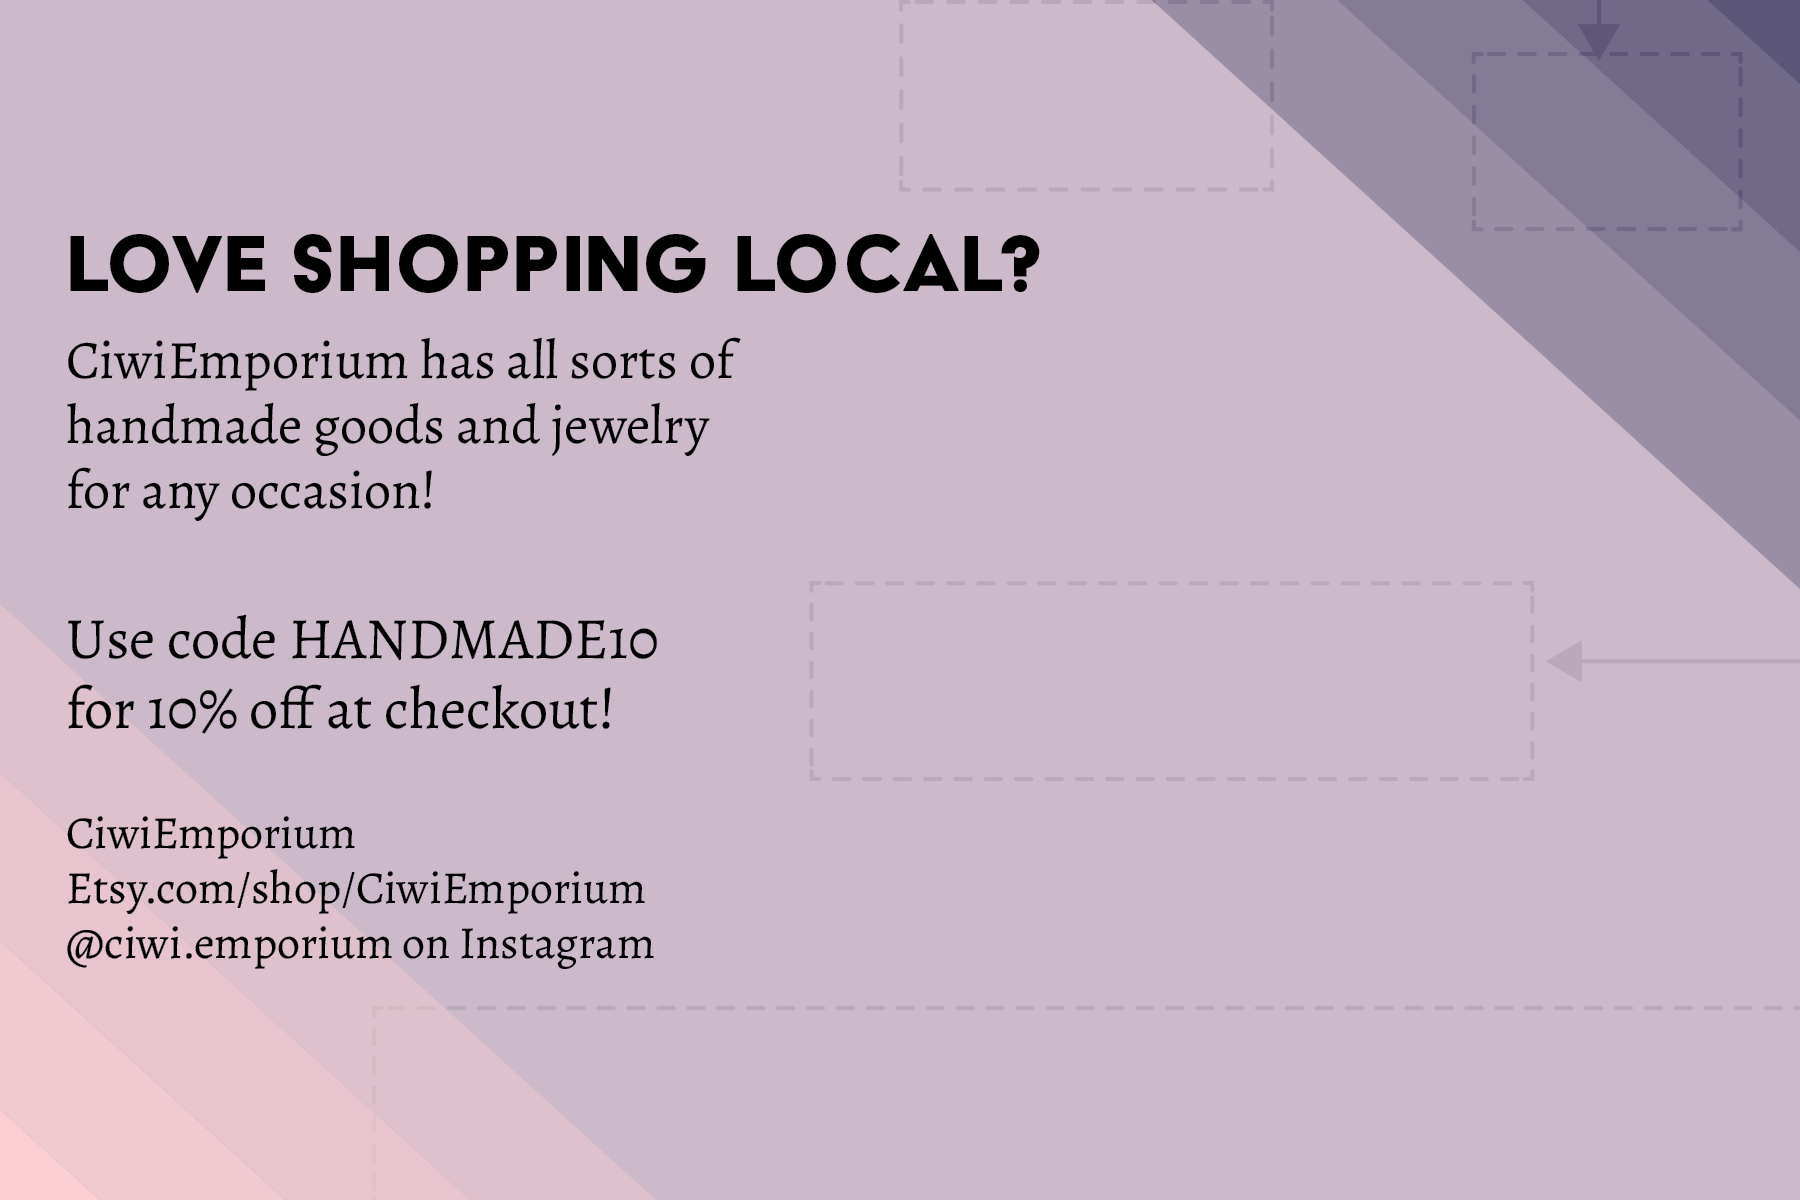 LOVE SHOPPING LOCAL?
CiwiEmporium has all sorts of
handmade goods and jewelry
for any occasion!
Use code HANDMADE10
for 10% off at checkout!
CiwiEmporium
Etsy.com/shop/CiwiEmporium
@ciwi.emporium on Instagram